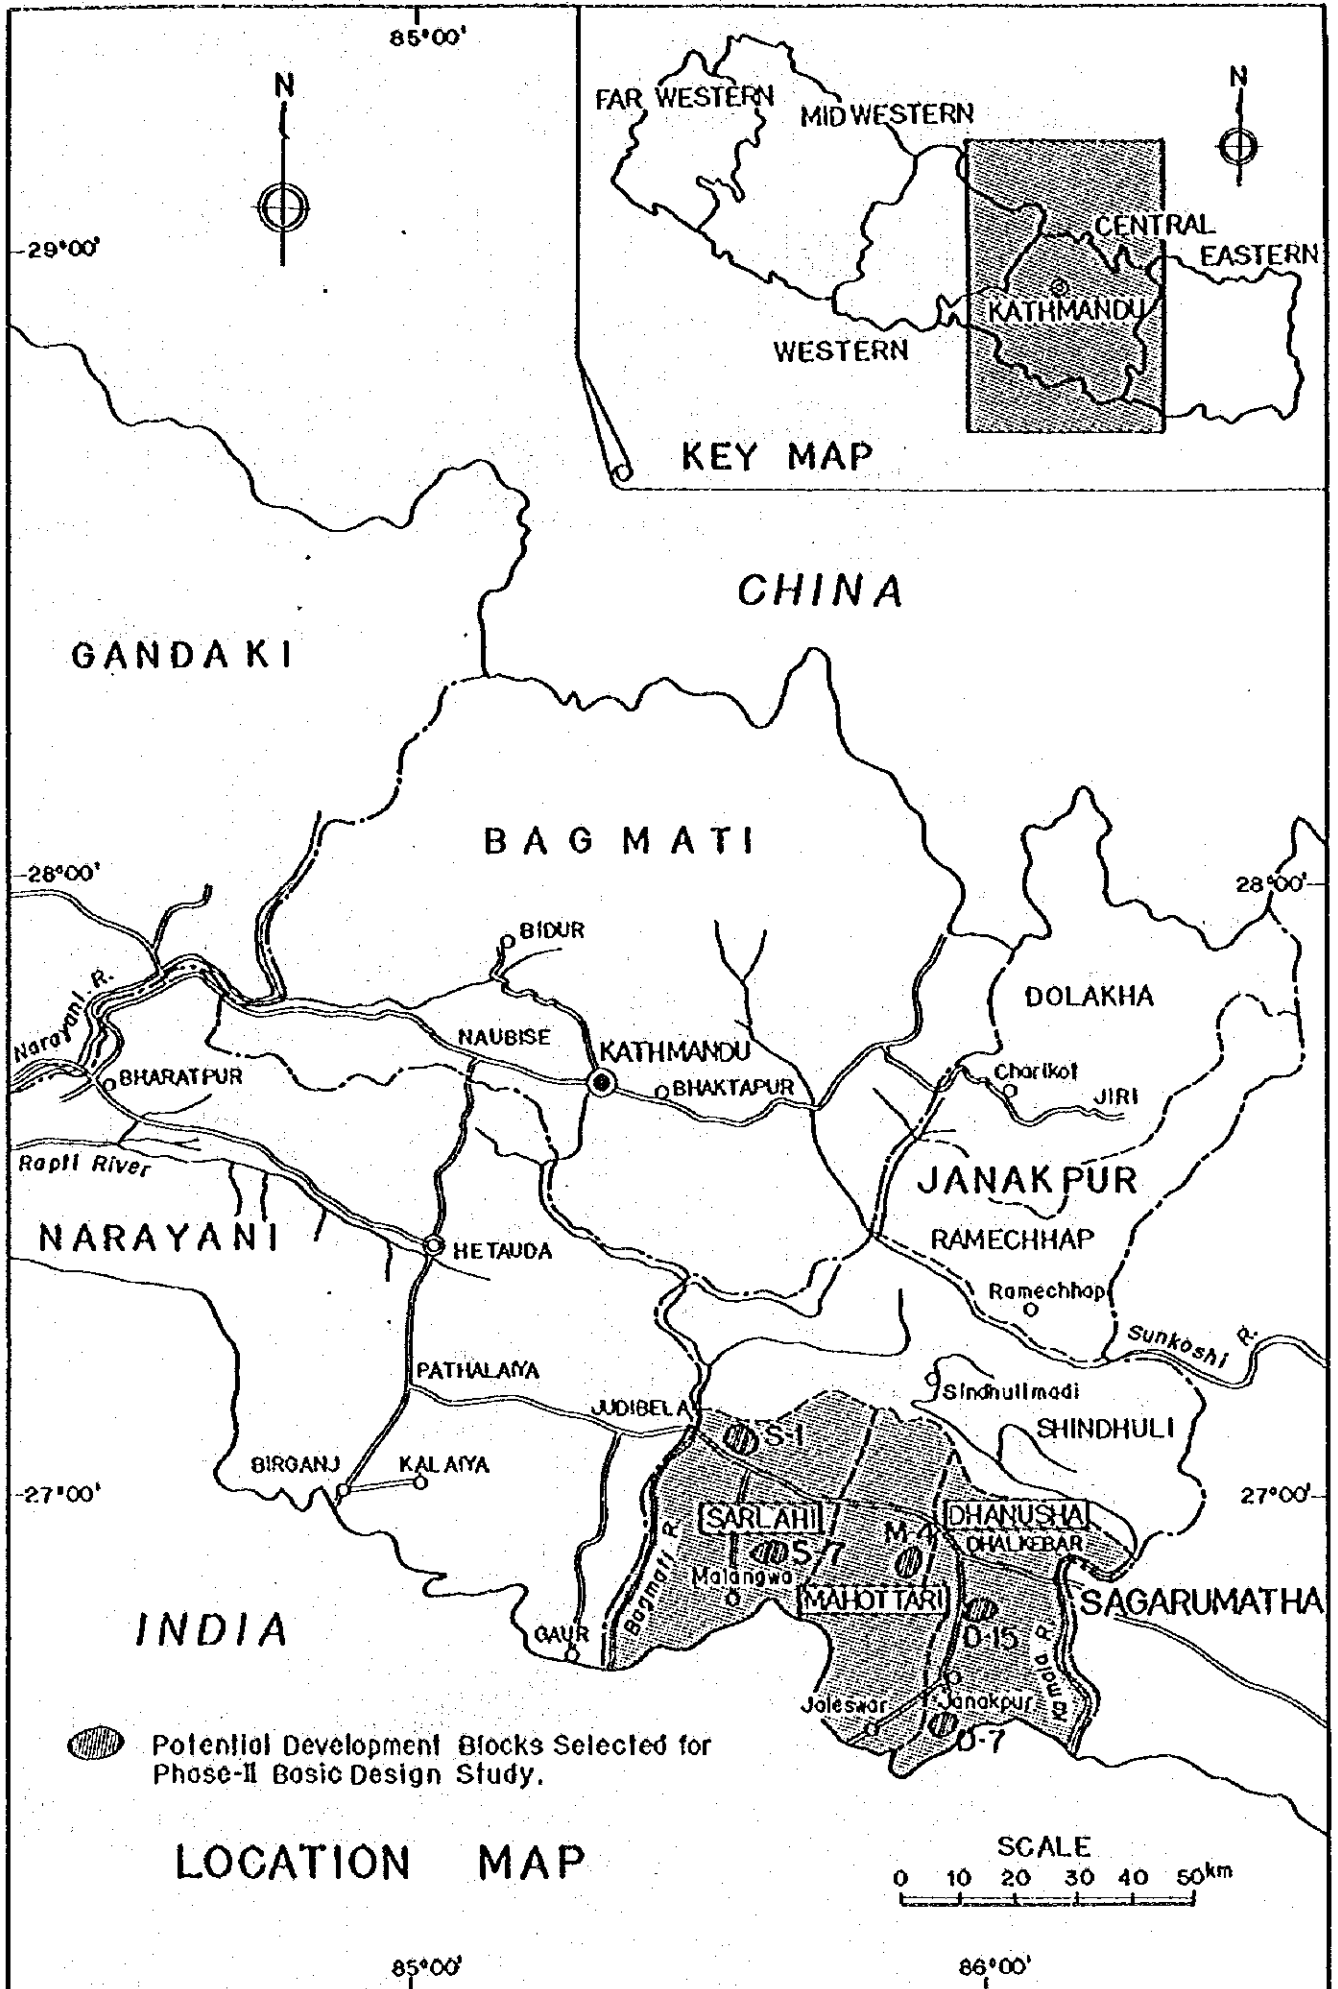 85°00'
N
FAR WESTERN
MID WESTERN
N
29°00'
CENTRAL
EASTERN
KATHMANDU
WESTERN
KEY MAP
CHINA
GANDAKI
BAGMATI
28°00'
28°00'
BIDUR
Narayani R.
DOLAKHA
NAUBISE
KATHMANDU
BHARATPUR
BHAKTAPUR
Charikot
JIRI
Rapti River
JANAKPUR
NARAYANI
HETAUDA
RAMECHHAP
Ramechhap
Sunkoshi R.
PATHALAIYA
Sindhulimadi
JUDIBELA
S-1
SHINDHULI
BIRGANJ
KALAIYA
27°00'
27°00'
SARLAHI
DHANUSHA
M-4
DHALKEBAR
S-7
Malangwa
MAHOTTARI
SAGARUMATHA
Bagmati R.
INDIA
GAUR
D-15
Kamala R.
Jaleswar
Janakpur
D-7
Potential Development Blocks Selected for
Phase-II Basic Design Study.
LOCATION MAP
SCALE
0 10 20 30 40 50km
85°00'
86°00'